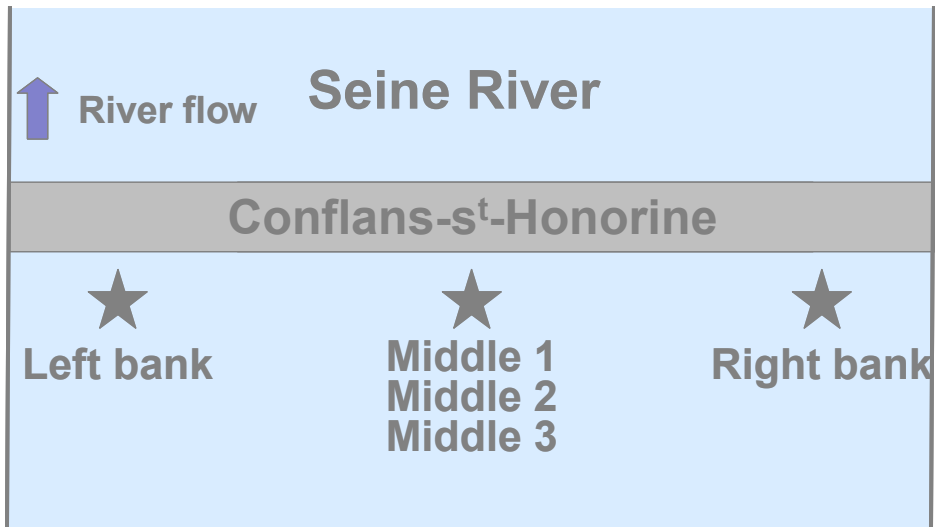 Seine River
River flow
Conflans-sᵗ-Honorine
Left bank
Middle 1
Middle 2
Middle 3
Right bank